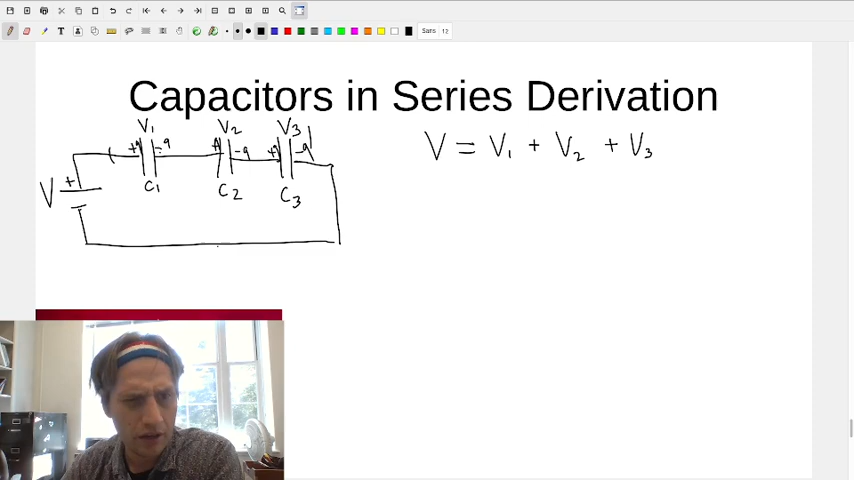 Sans 12
Capacitors in Series Derivation
V₁ V₂ V₃
V = V₁ + V₂ + V₃
+q -q -q +q -q
V +
C₁ C₂ C₃